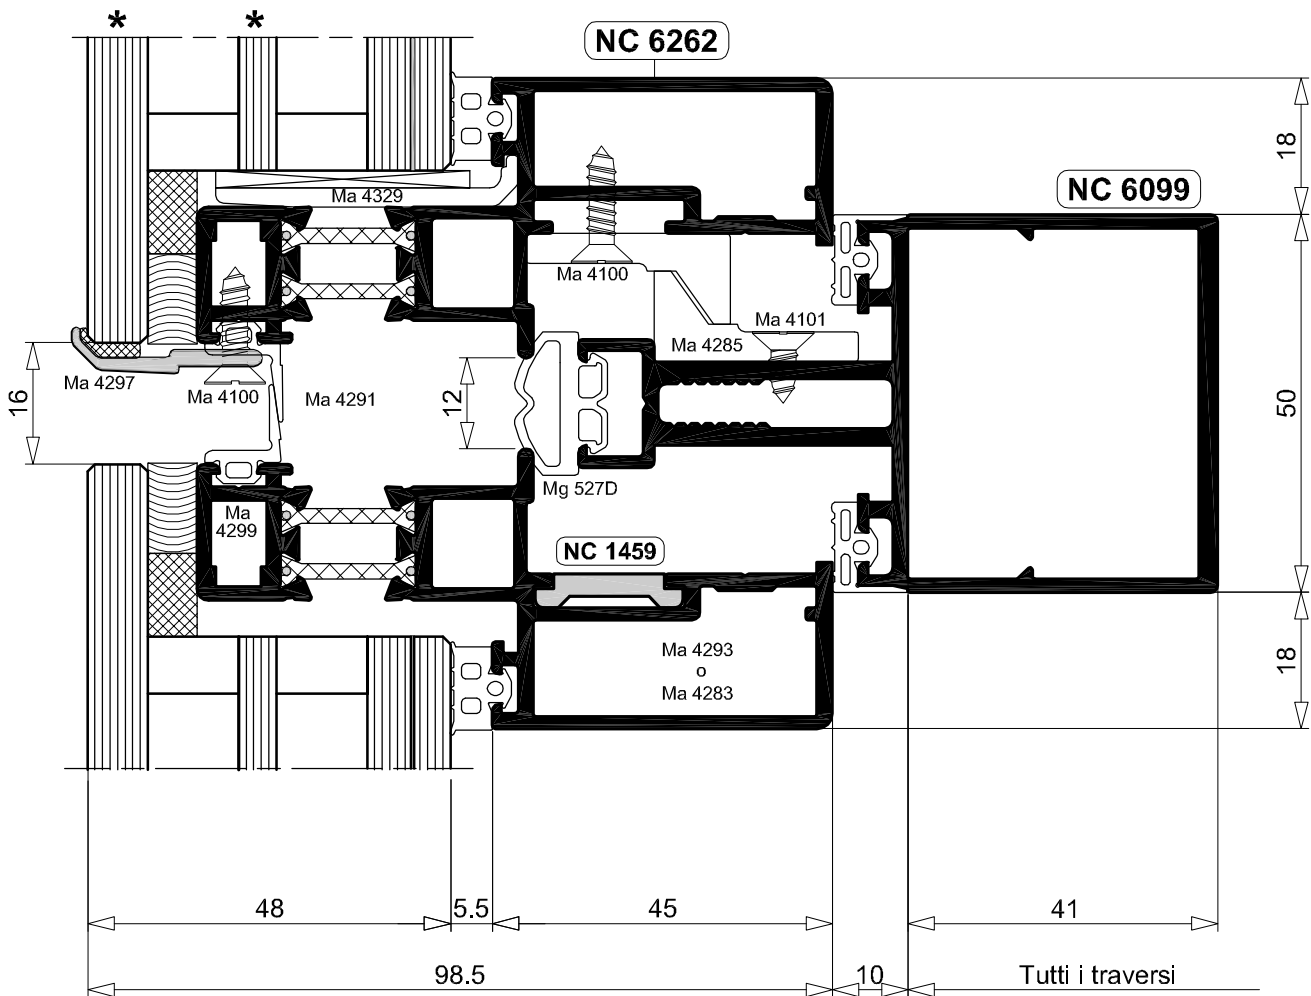 * *
NC 6262
18
NC 6099
Ma 4329
Ma 4100
Ma 4101
Ma 4285
Ma 4297
Ma 4100
Ma 4291
16
12
50
Mg 527D
Ma
4299
NC 1459
Ma 4293
o
Ma 4283
18
48
5.5
45
41
98.5
10
Tutti i traversi